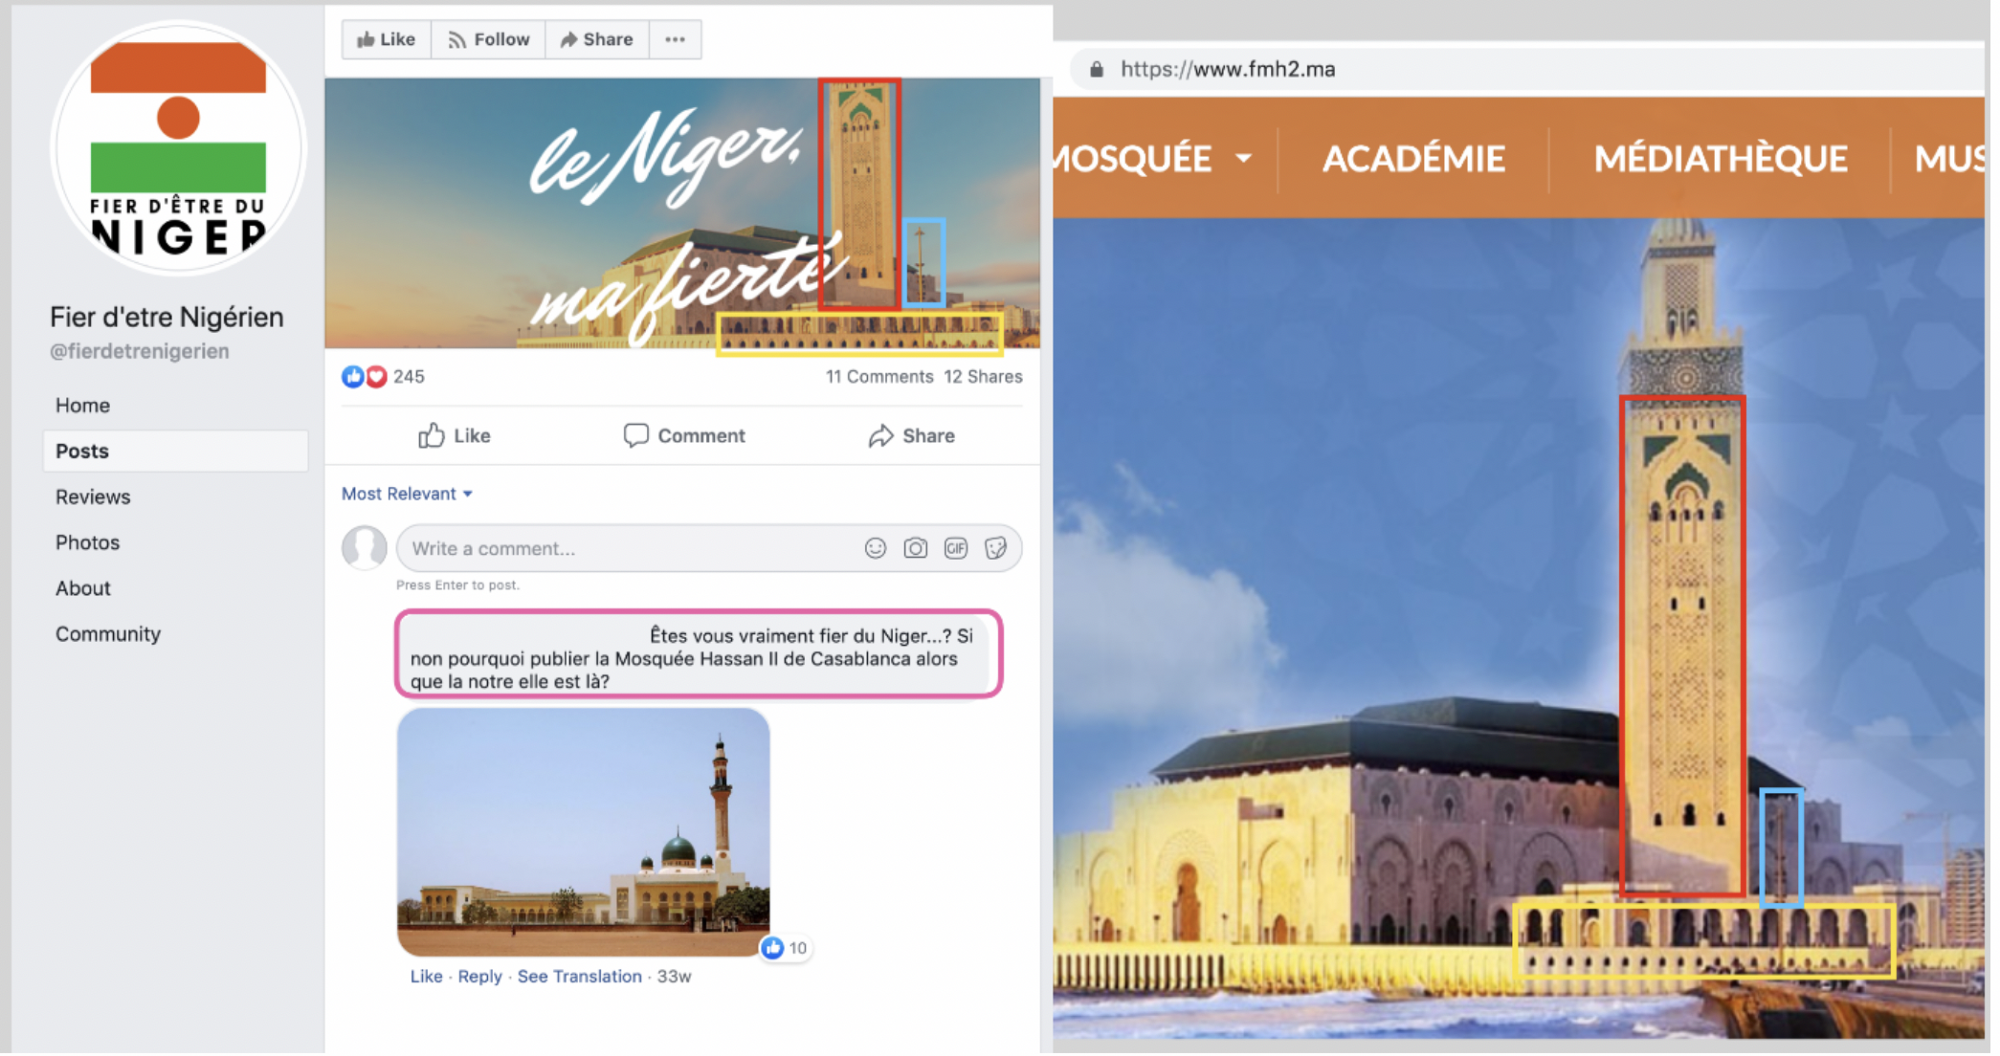 FIER D'ÊTRE DU
NIGER
Fier d'etre Nigérien
@fierdetrenigerien
Home
Posts
Reviews
Photos
About
Community
Like
Follow
Share
le Niger,
ma fierté
245
11 Comments 12 Shares
Like
Comment
Share
Most Relevant
Write a comment...
GIF
Press Enter to post.
Êtes vous vraiment fier du Niger...? Si
non pourquoi publier la Mosquée Hassan II de Casablanca alors
que la notre elle est là?
10
Like · Reply · See Translation · 33w
https://www.fmh2.ma
MOSQUÉE
ACADÉMIE
MÉDIATHÈQUE
MUS